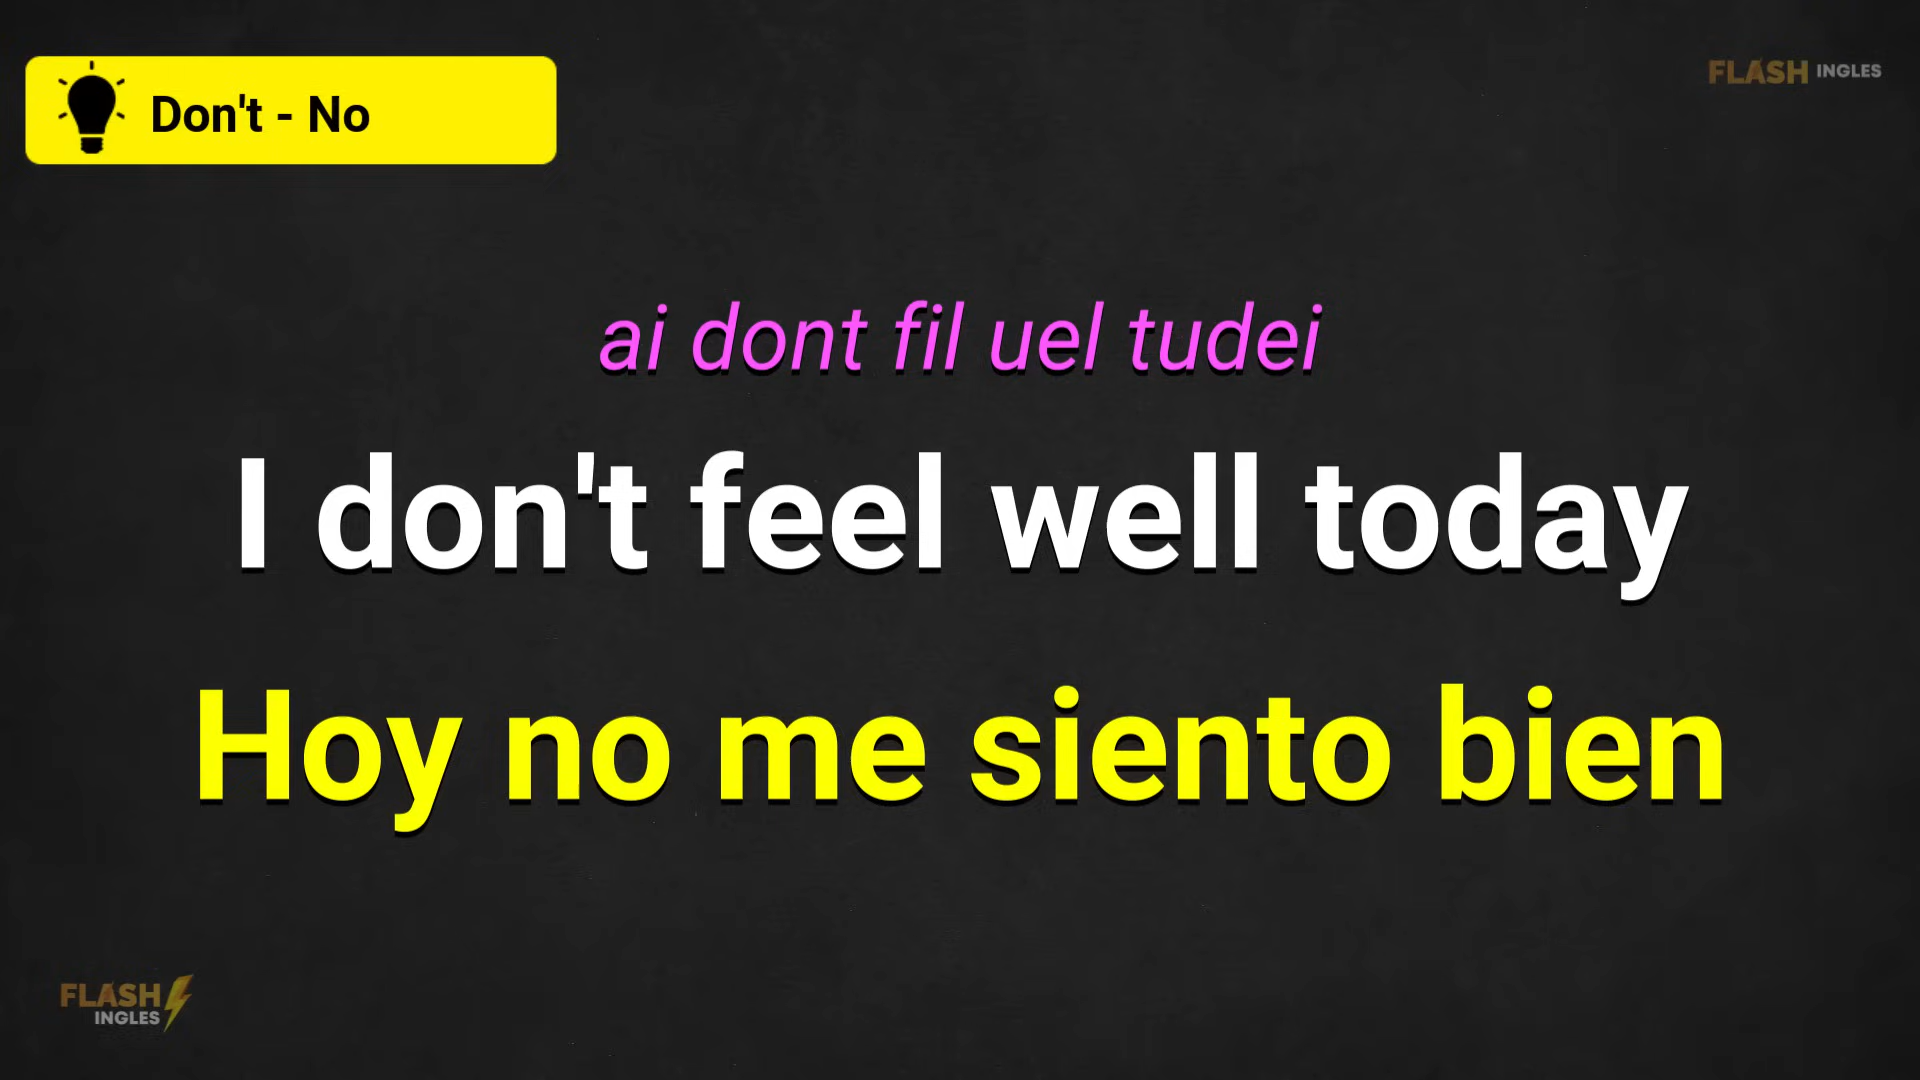 Don't - No
FLASH INGLES
ai dont fil uel tudei
I don't feel well today
Hoy no me siento bien
FLASH
INGLES